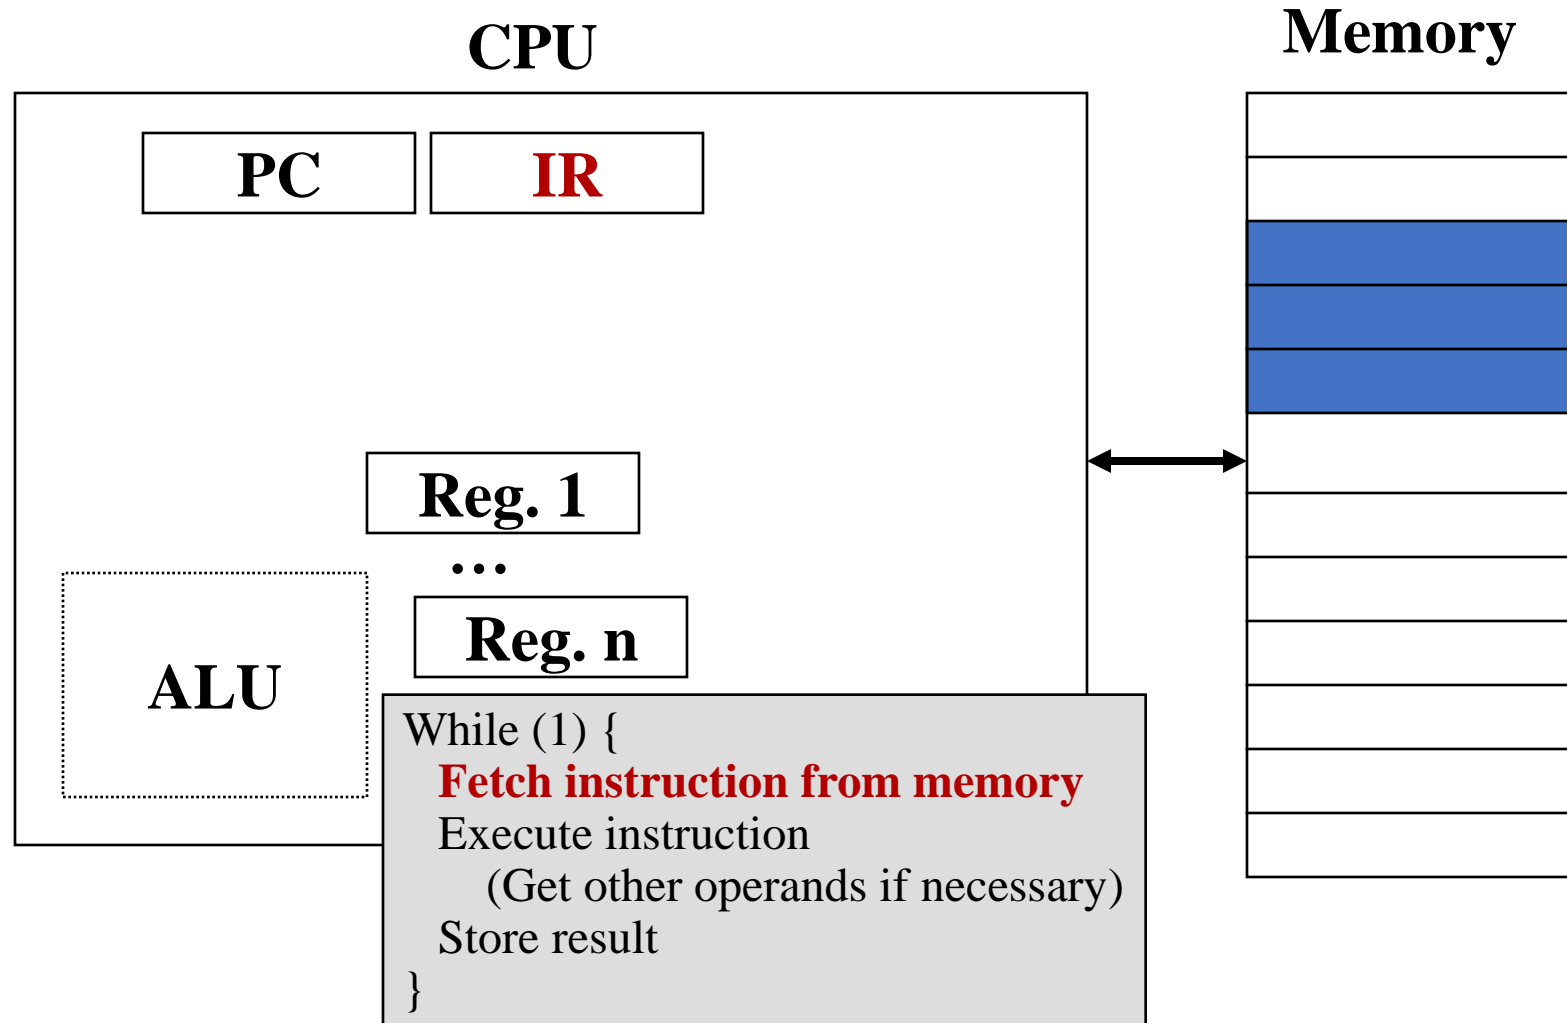 CPU
Memory
PC
IR
Reg. 1
...
Reg. n
ALU
While (1) {
Fetch instruction from memory
Execute instruction
(Get other operands if necessary)
Store result
}